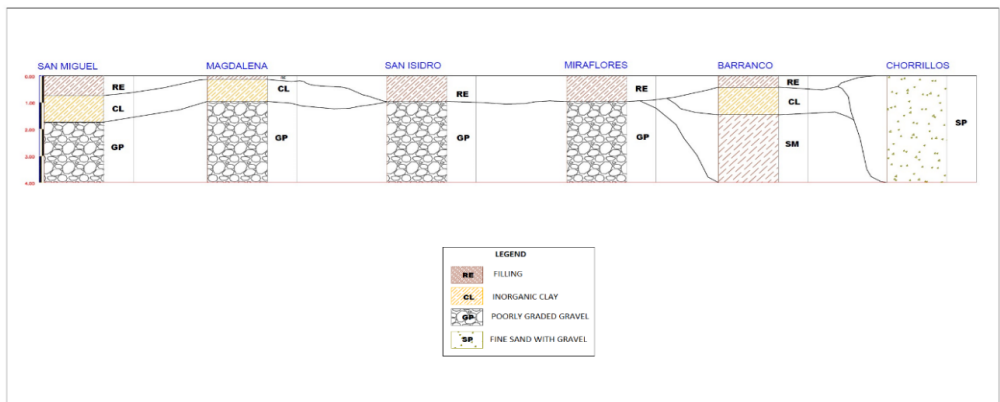 SAN MIGUEL MAGDALENA SAN ISIDRO MIRAFLORES BARRANCO CHORRILLOS
0.00
RE CL RE RE RE
1.00
CL CL
2.00
GP GP GP GP SM SP
3.00
4.00
LEGEND
RE FILLING
CL INORGANIC CLAY
GP POORLY GRADED GRAVEL
SP FINE SAND WITH GRAVEL